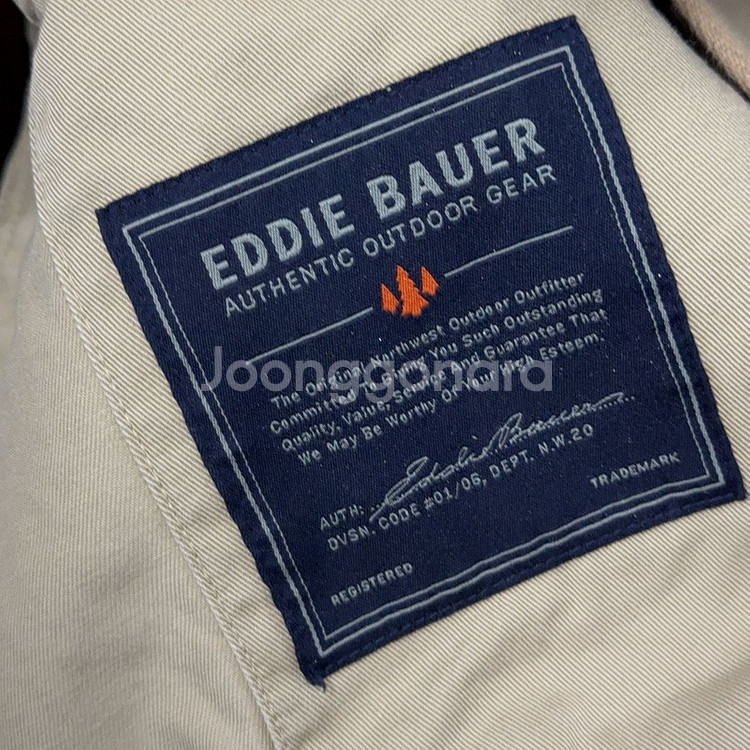 EDDIE BAUER
AUTHENTIC OUTDOOR GEAR
The Original Northwest Outdoor Outfitter
Committed To Giving You Such Outstanding
Quality, Value, Service And Guarantee That
We May Be Worthy Of Your High Esteem.
Joonggonara
AUTH: Eddie Bauer
DVSN. CODE #01/06, DEPT. N.W.20
REGISTERED
TRADEMARK